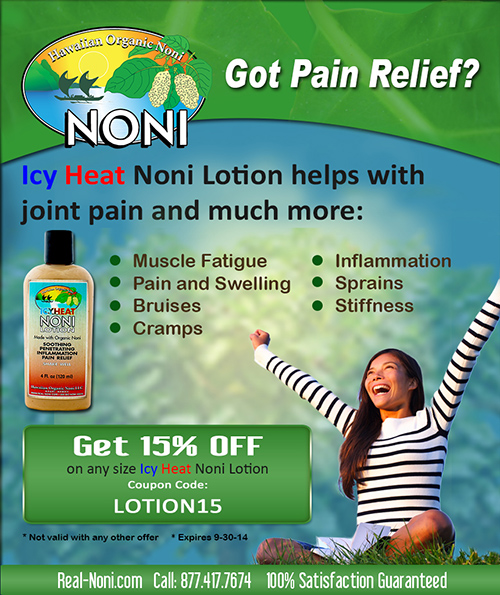 Hawaiian Organic Noni
NONI
Got Pain Relief?
Icy Heat Noni Lotion helps with
joint pain and much more:
Muscle Fatigue
Pain and Swelling
Bruises
Cramps
Inflammation
Sprains
Stiffness
ICYHEAT
NONI
LOTION
Made with Organic Noni
SOOTHING
PENETRATING
INFLAMMATION
PAIN RELIEF
4 fl. oz (120 ml)
Get 15% OFF
on any size Icy Heat Noni Lotion
Coupon Code:
LOTION15
* Not valid with any other offer * Expires 9-30-14
Real-Noni.com Call: 877.417.7674 100% Satisfaction Guaranteed